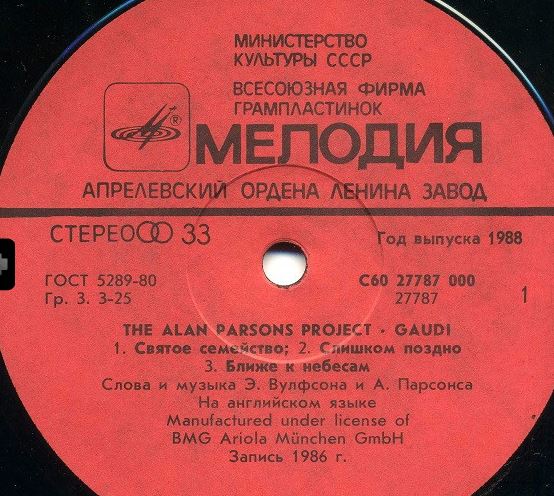 МИНИСТЕРСТВО
КУЛЬТУРЫ СССР
ВСЕСОЮЗНАЯ ФИРМА
ГРАМПЛАСТИНОК
®
МЕЛОДИЯ
АПРЕЛЕВСКИЙ ОРДЕНА ЛЕНИНА ЗАВОД
СТЕРЕО 33
Год выпуска 1988
ГОСТ 5289-80
С60 27787 000
Гр. 3. 3-25
27787
1
THE ALAN PARSONS PROJECT - GAUDI
1. Святое семейство; 2. Слишком поздно
3. Ближе к небесам
Слова и музыка Э. Вулфсона и А. Парсонса
На английском языке
Manufactured under license of
BMG Ariola München GmbH
Запись 1986 г.